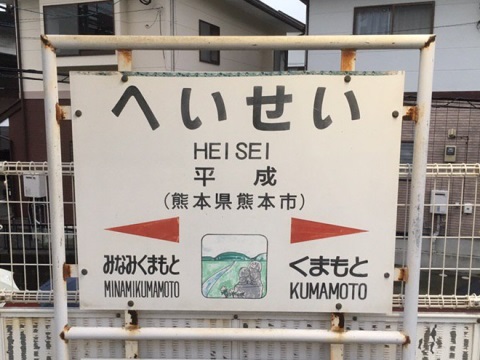 へいせい
HEISEI
平成
(熊本県熊本市)
みなみくまもと くまもと
MINAMIKUMAMOTO KUMAMOTO